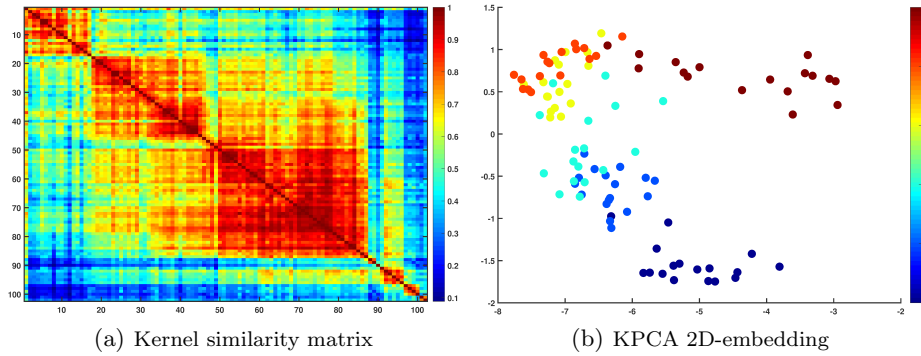 10 20 30 40 50 60 70 80 90 100
10 20 30 40 50 60 70 80 90 100
1 0.9 0.8 0.7 0.6 0.5 0.4 0.3 0.2 0.1
(a) Kernel similarity matrix
1.5 1 0.5 0 -0.5 -1 -1.5 -2
-8 -7 -6 -5 -4 -3 -2
(b) KPCA 2D-embedding